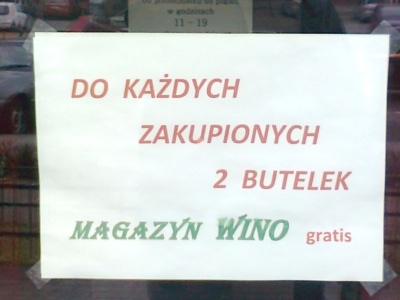 w godzinach
11 - 19
DO KAŻDYCH
ZAKUPIONYCH
2 BUTELEK
MAGAZYN WINO gratis